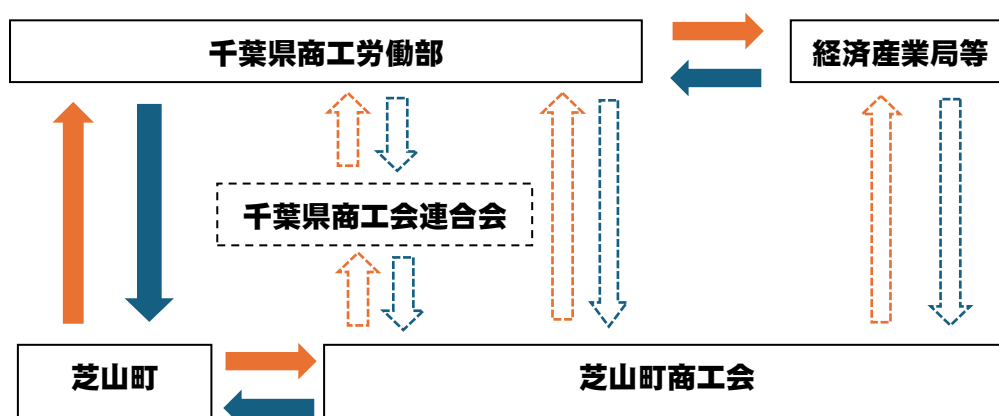 千葉県商工労働部
経済産業局等
千葉県商工会連合会
芝山町
芝山町商工会